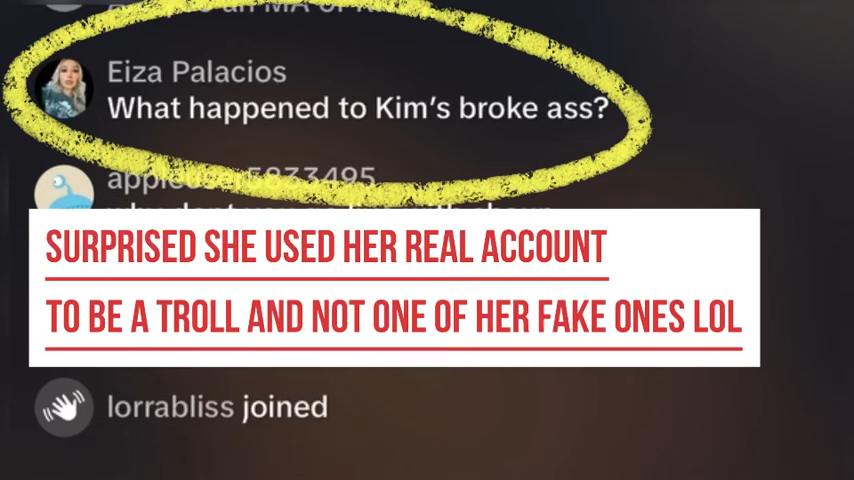 Eiza Palacios
What happened to Kim's broke ass?
SURPRISED SHE USED HER REAL ACCOUNT
TO BE A TROLL AND NOT ONE OF HER FAKE ONES LOL
lorrabliss joined